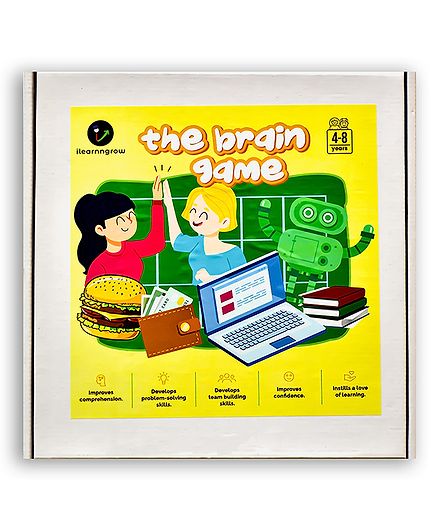 ilearnngrow
the brain
game
4-8
years
Improves
comprehension.
Develops
problem-solving
skills.
Develops
team building
skills.
Improves
confidence.
Instills a love
of learning.